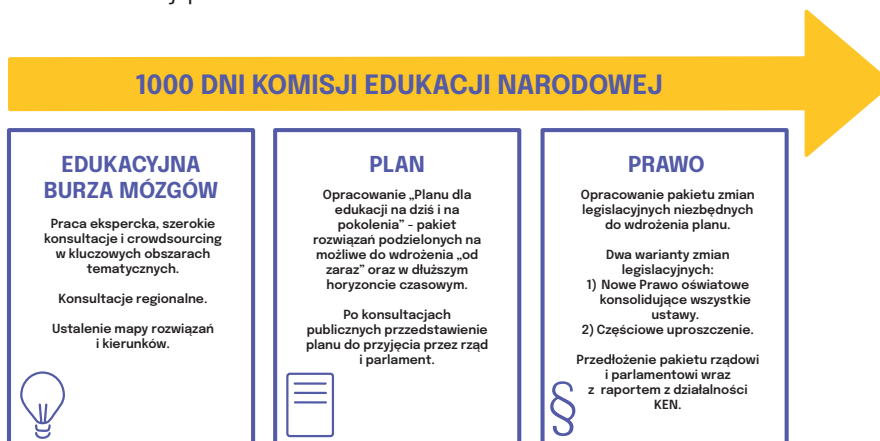 1000 DNI KOMISJI EDUKACJI NARODOWEJ
EDUKACYJNA
BURZA MÓZGÓW
Praca ekspercka, szerokie
konsultacje i crowdsourcing
w kluczowych obszarach
tematycznych.
Konsultacje regionalne.
Ustalenie mapy rozwiązań
i kierunków.
PLAN
Opracowanie „Planu dla
edukacji na dziś i na
pokolenia” - pakiet
rozwiązań podzielonych na
możliwe do wdrożenia „od
zaraz” oraz w dłuższym
horyzoncie czasowym.
Po konsultacjach
publicznych przedstawienie
planu do przyjęcia przez rząd
i parlament.
PRAWO
Opracowanie pakietu zmian
legislacyjnych niezbędnych
do wdrożenia planu.
Dwa warianty zmian
legislacyjnych:
1) Nowe Prawo oświatowe
konsolidujące wszystkie
ustawy.
2) Częściowe uproszczenie.
Przedłożenie pakietu rządowi
i parlamentowi wraz
z raportem z działalności
KEN.
§